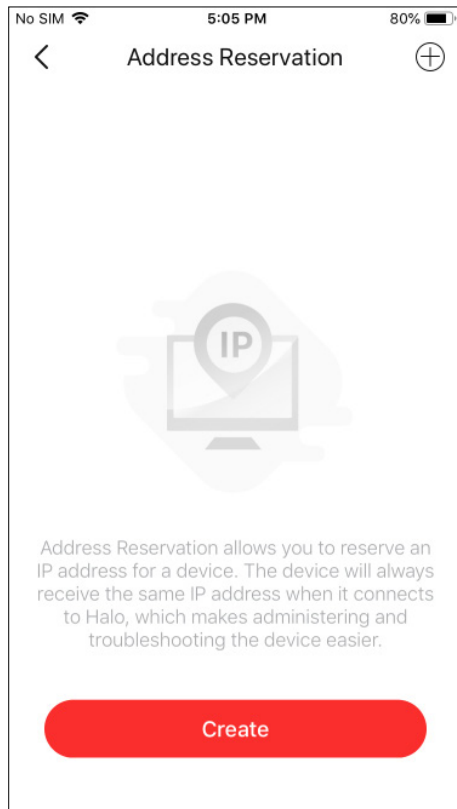 No SIM 5:05 PM 80%
Address Reservation
IP
Address Reservation allows you to reserve an
IP address for a device. The device will always
receive the same IP address when it connects
to Halo, which makes administering and
troubleshooting the device easier.
Create